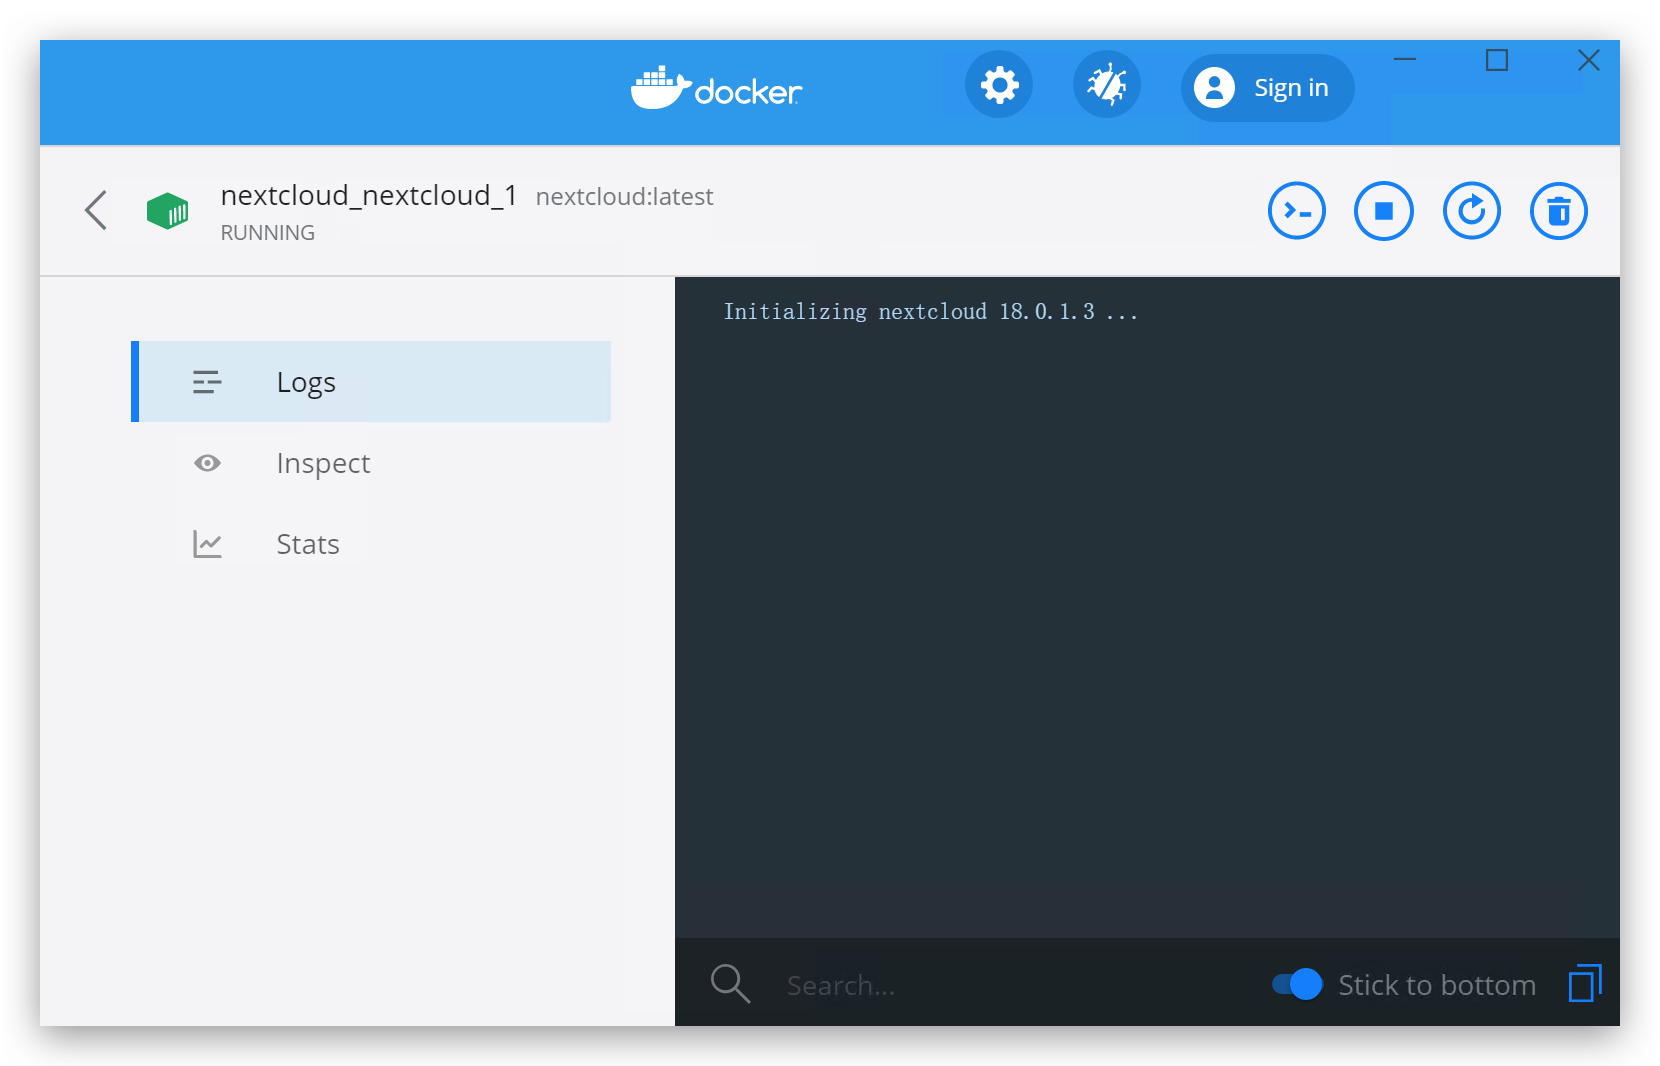 docker
Sign in
nextcloud_nextcloud_1 nextcloud:latest
RUNNING
Logs
Inspect
Stats
Initializing nextcloud 18.0.1.3 ...
Search...
Stick to bottom